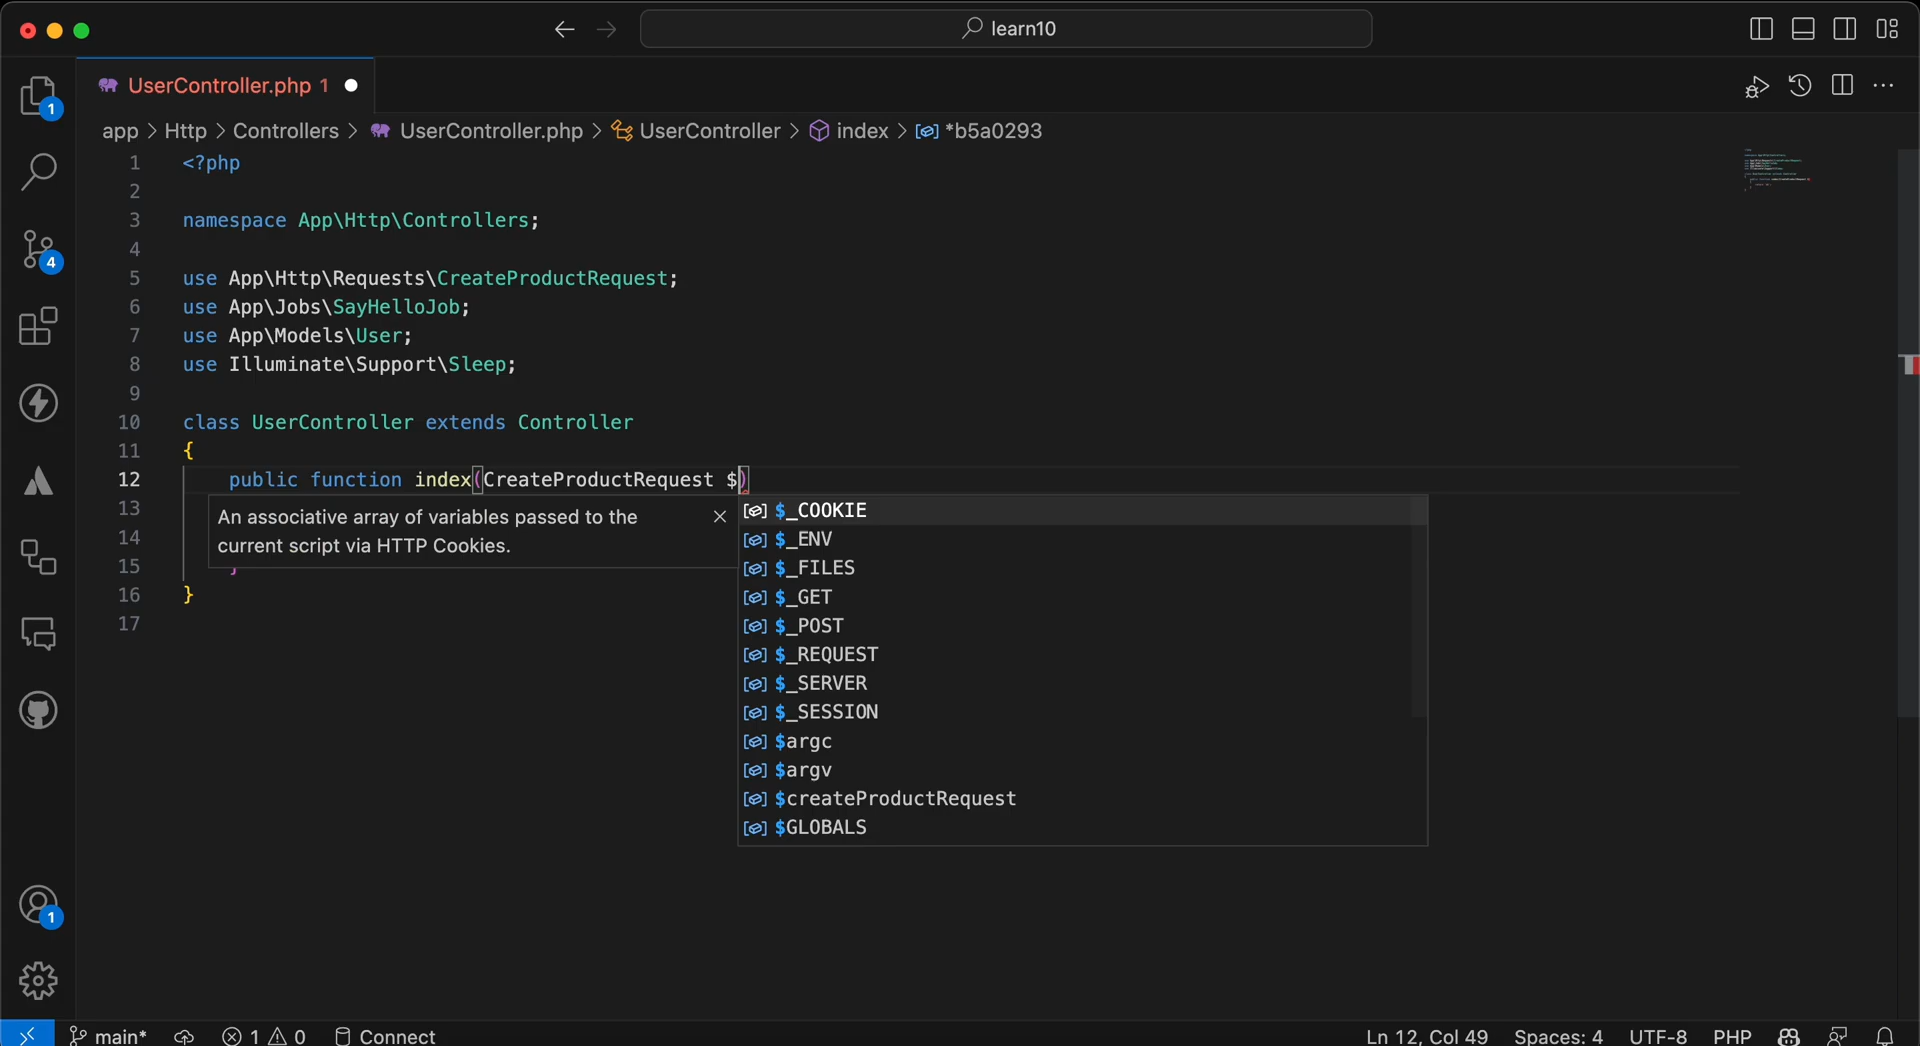 learn10
UserController.php 1
app > Http > Controllers > UserController.php > UserController > index > *b5a0293
1 <?php
2
3 namespace App\Http\Controllers;
4
5 use App\Http\Requests\CreateProductRequest;
6 use App\Jobs\SayHelloJob;
7 use App\Models\User;
8 use Illuminate\Support\Sleep;
9
10 class UserController extends Controller
11 {
12 public function index(CreateProductRequest $)
13
14
15 }
16 }
17
An associative array of variables passed to the
current script via HTTP Cookies.
$_COOKIE
$_ENV
$_FILES
$_GET
$_POST
$_REQUEST
$_SERVER
$_SESSION
$argc
$argv
$createProductRequest
$GLOBALS
1
4
1
main* 1 0 Connect Ln 12, Col 49 Spaces: 4 UTF-8 PHP